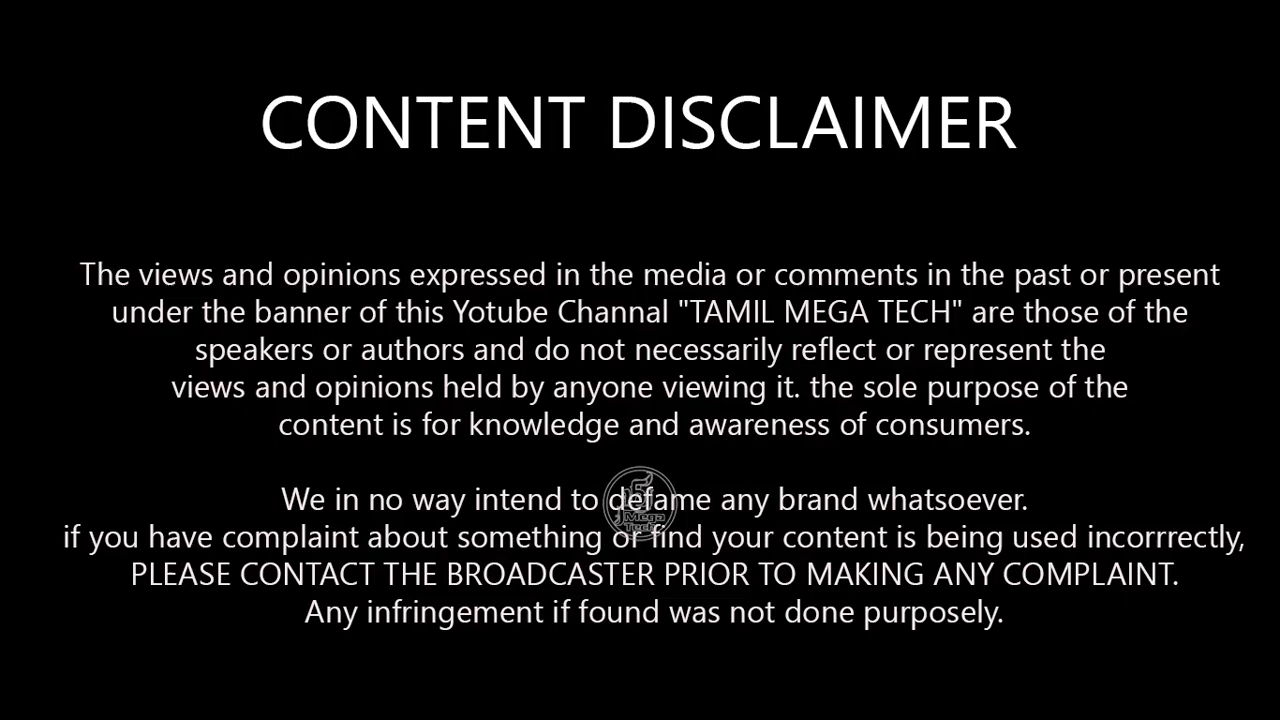 CONTENT DISCLAIMER
The views and opinions expressed in the media or comments in the past or present
under the banner of this Yotube Channal "TAMIL MEGA TECH" are those of the
speakers or authors and do not necessarily reflect or represent the
views and opinions held by anyone viewing it. the sole purpose of the
content is for knowledge and awareness of consumers.
We in no way intend to defame any brand whatsoever.
if you have complaint about something or find your content is being used incorrrectly,
PLEASE CONTACT THE BROADCASTER PRIOR TO MAKING ANY COMPLAINT.
Any infringement if found was not done purposely.
Mega
Tech